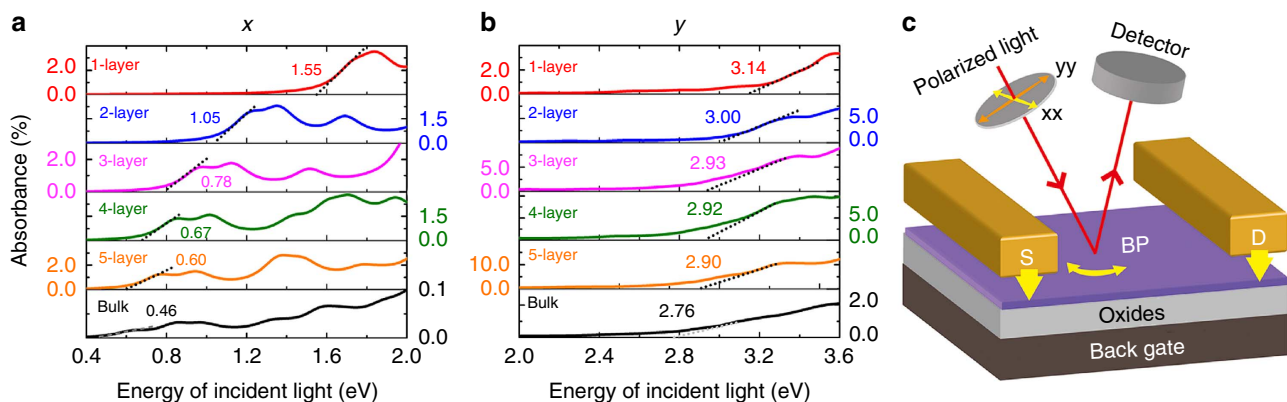 a
x
Absorbance (%)
1-layer
1.55
2.0
0.0
2-layer
1.05
1.5
0.0
3-layer
0.78
2.0
0.0
4-layer
0.67
1.5
0.0
5-layer
0.60
2.0
0.0
Bulk
0.46
0.1
0.0
0.4 0.8 1.2 1.6 2.0
Energy of incident light (eV)
b
y
1-layer
3.14
2-layer
3.00
5.0
0.0
3-layer
2.93
5.0
0.0
4-layer
2.92
5.0
0.0
5-layer
2.90
10.0
0.0
Bulk
2.76
2.0
0.0
2.0 2.4 2.8 3.2 3.6
Energy of incident light (eV)
c
Polarized light
Detector
yy
xx
S
BP
D
Oxides
Back gate